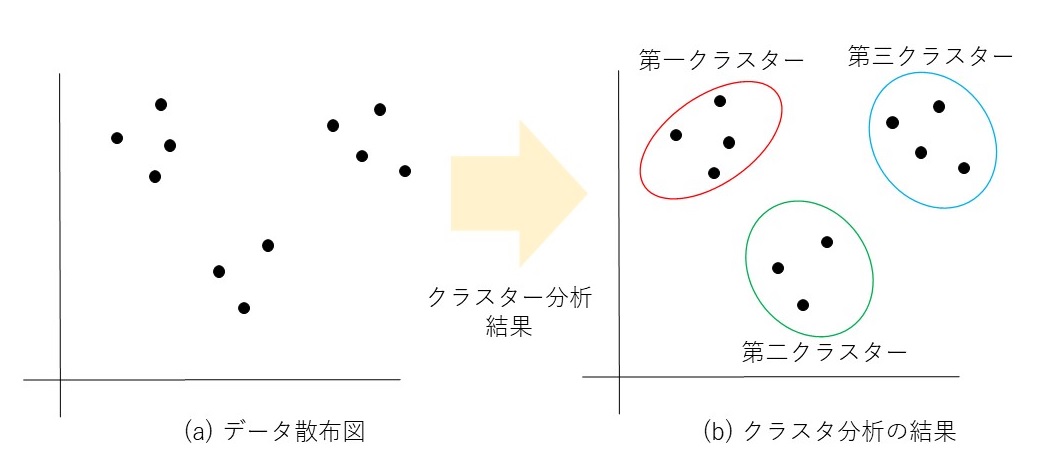 第一クラスター
第三クラスター
クラスター分析
結果
第二クラスター
(a) データ散布図
(b) クラスタ分析の結果